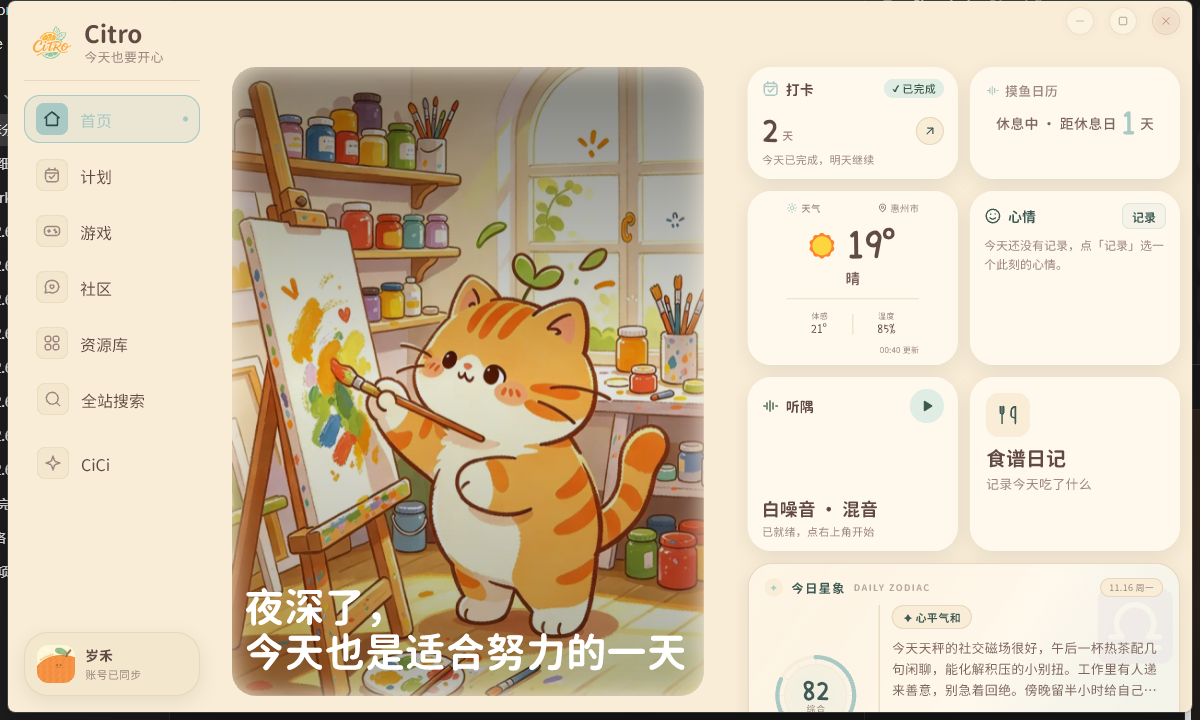 Citro
今天也要开心
首页
计划
游戏
社区
资源库
全站搜索
CiCi
岁禾
账号已同步
夜深了，
今天也是适合努力的一天
打卡
✓ 已完成
2 天
今天已完成，明天继续
摸鱼日历
休息中 · 距休息日 1 天
天气
惠州市
19°
晴
体感
21°
湿度
85%
00:40 更新
心情
记录
今天还没有记录，点「记录」选一
个此刻的心情。
听隅
白噪音 · 混音
已就绪，点右上角开始
食谱日记
记录今天吃了什么
今日星象 DAILY ZODIAC
11.16 周一
82
综合
心平气和
今天天秤的社交磁场很好，午后一杯热茶配几
句闲聊，能化解积压的小别扭。工作里有人递
来善意，别急着回绝。傍晚留半小时给自己…